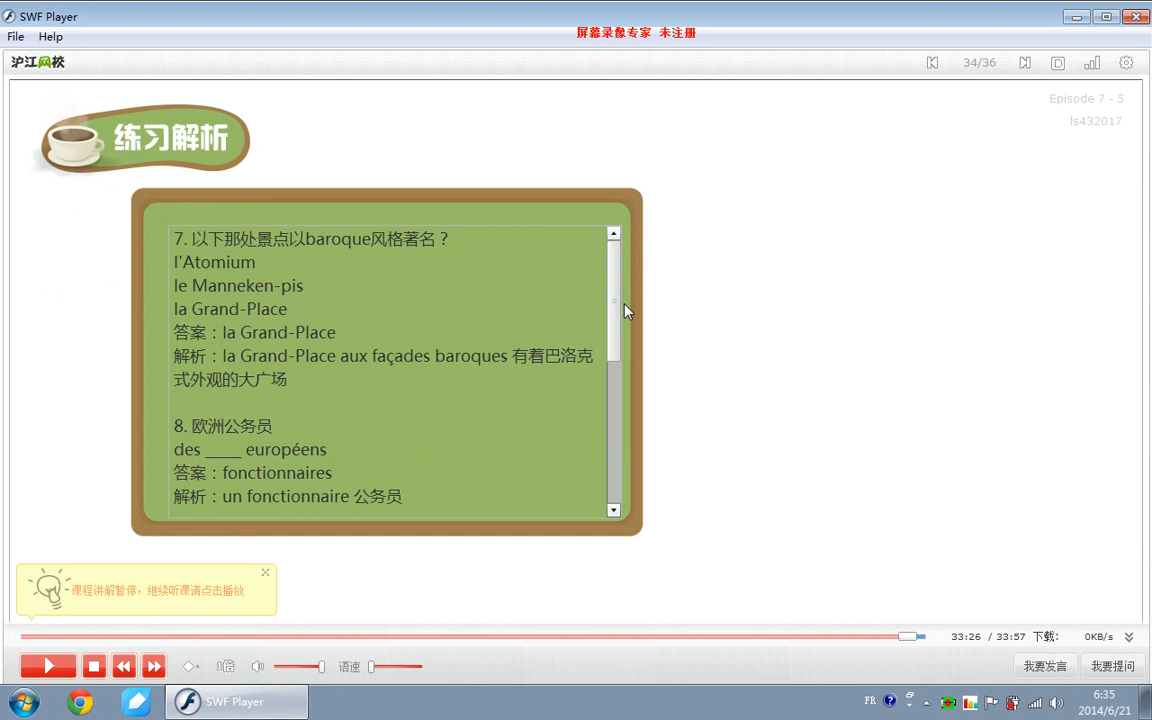 SWF Player
File Help
屏幕录像专家 未注册
沪江网校
34/36
Episode 7 - 5
ls432017
练习解析
7. 以下那处景点以baroque风格著名？
l'Atomium
le Manneken-pis
la Grand-Place
答案：la Grand-Place
解析：la Grand-Place aux façades baroques 有着巴洛克
式外观的大广场
8. 欧洲公务员
des ____ européens
答案：fonctionnaires
解析：un fonctionnaire 公务员
课程讲解暂停，继续听课请点击播放
33:26 / 33:57 下载： 0KB/s
1倍 语速 我要发言 我要提问
SWF Player
FR
6:35
2014/6/21